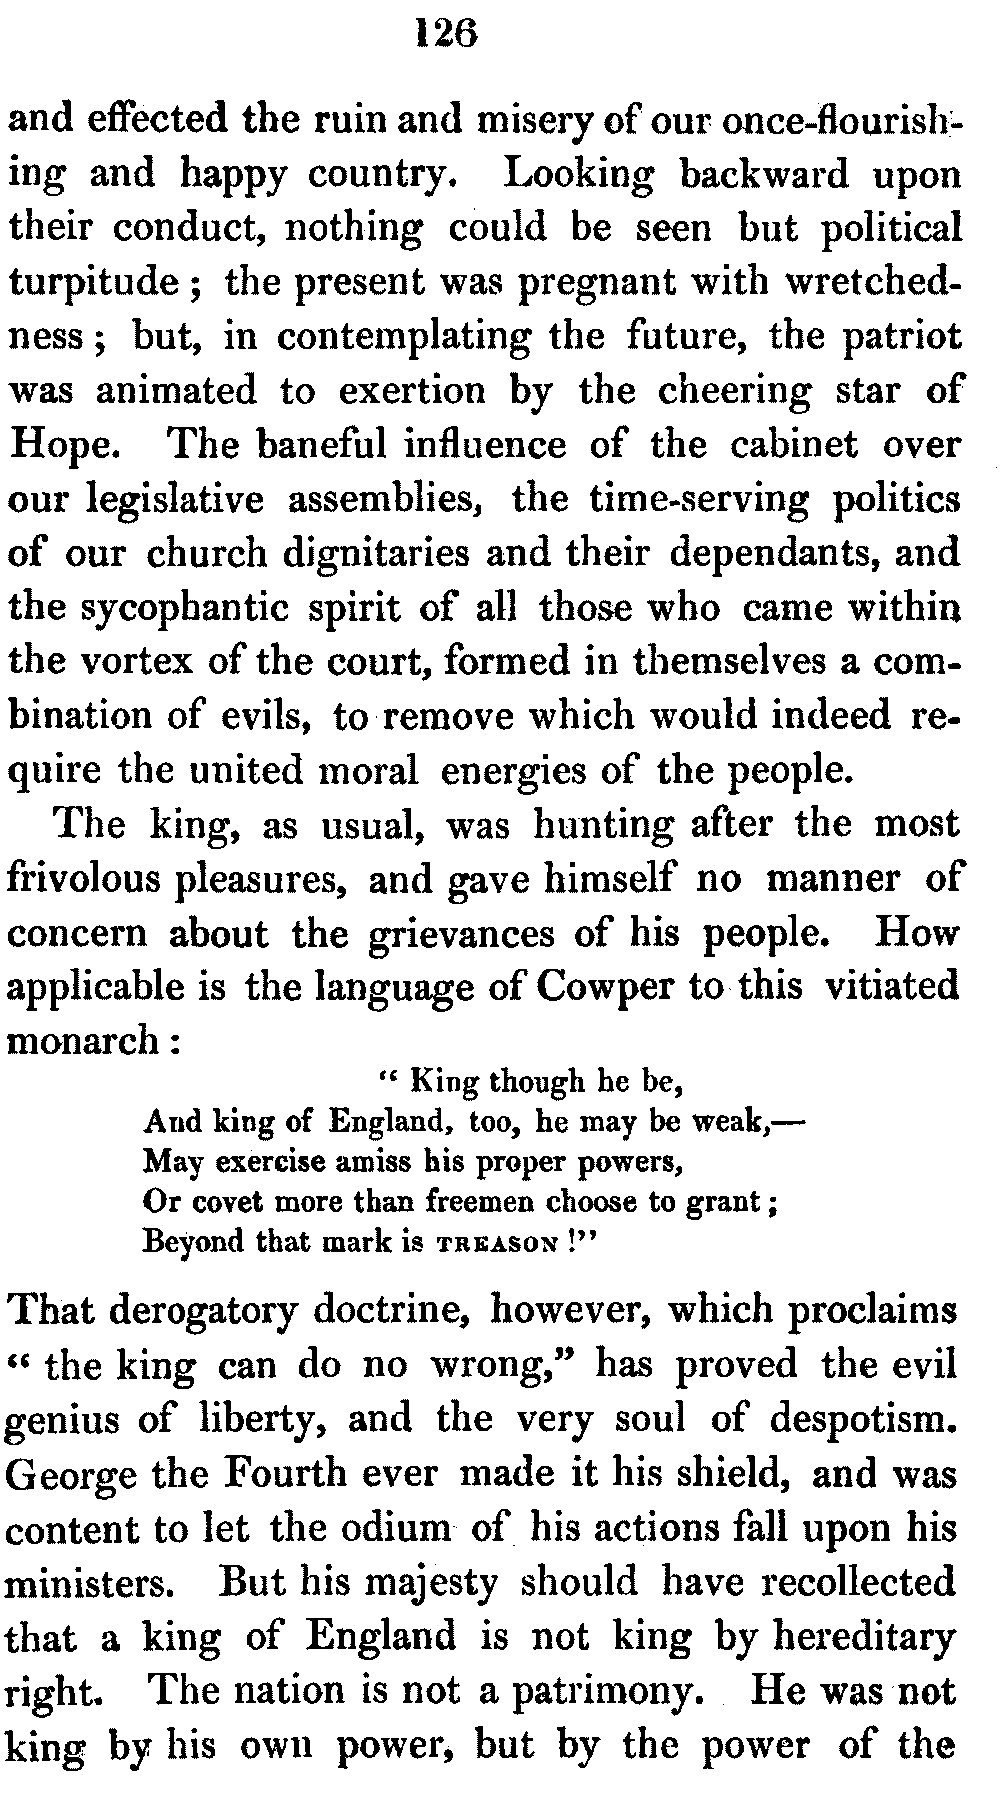 126
and effected the ruin and misery of our once-flourish-
ing and happy country. Looking backward upon
their conduct, nothing could be seen but political
turpitude ; the present was pregnant with wretched-
ness ; but, in contemplating the future, the patriot
was animated to exertion by the cheering star of
Hope. The baneful influence of the cabinet over
our legislative assemblies, the time-serving politics
of our church dignitaries and their dependants, and
the sycophantic spirit of all those who came within
the vortex of the court, formed in themselves a com-
bination of evils, to remove which would indeed re-
quire the united moral energies of the people.
The king, as usual, was hunting after the most
frivolous pleasures, and gave himself no manner of
concern about the grievances of his people. How
applicable is the language of Cowper to this vitiated
monarch :
“ King though he be,
And king of England, too, he may be weak,—
May exercise amiss his proper powers,
Or covet more than freemen choose to grant ;
Beyond that mark is TREASON !”
That derogatory doctrine, however, which proclaims
“ the king can do no wrong,” has proved the evil
genius of liberty, and the very soul of despotism.
George the Fourth ever made it his shield, and was
content to let the odium of his actions fall upon his
ministers. But his majesty should have recollected
that a king of England is not king by hereditary
right. The nation is not a patrimony. He was not
king by his own power, but by the power of the